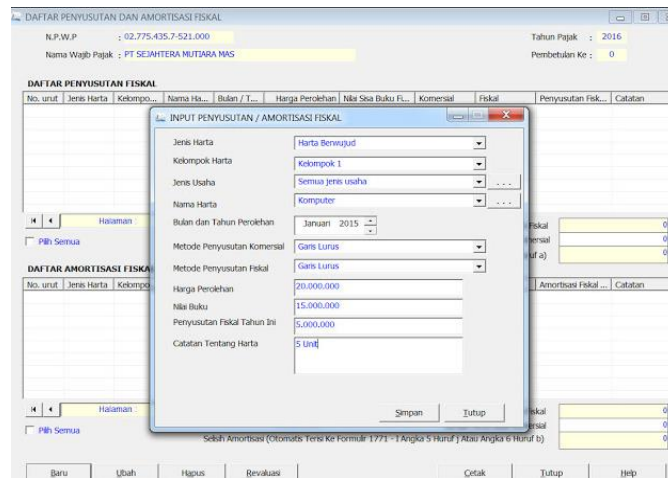 DAFTAR PENYUSUTAN DAN AMORTISASI FISKAL
N.P.W.P : 02.775.435.7-521.000 Tahun Pajak : 2016
Nama Wajib Pajak : PT SEJAHTERA MUTIARA MAS Pembetulan Ke : 0
DAFTAR PENYUSUTAN FISKAL
No. urut Jenis Harta Kelompo... Nama Ha... Bulan / T... Harga Perolehan Nilai Sisa Buku Fi... Komersial Fiskal Penyusutan Fisk... Catatan
INPUT PENYUSUTAN / AMORTISASI FISKAL
Jenis Harta Harta Berwujud
Kelompok Harta Kelompok 1
Jenis Usaha Semua jenis usaha ...
Nama Harta Komputer ...
Bulan dan Tahun Perolehan Januari 2015
Metode Penyusutan Komersial Garis Lurus
Metode Penyusutan Fiskal Garis Lurus
Harga Perolehan 20.000.000
Nilai Buku 15.000.000
Penyusutan Fiskal Tahun Ini 5.000.000
Catatan Tentang Harta 5 Unit
Simpan Tutup
Halaman : Fiskal 0
Pilih Semua ersial 0
uf a) 0
DAFTAR AMORTISASI FISKA
No. urut Jenis Harta Kelompo Amortisasi Fiskal ... Catatan
Halaman : iskal 0
Pilih Semua ersial 0
Selisih Amortisasi (Otomatis Terisi Ke Formulir 1771 - I Angka 5 Huruf j Atau Angka 6 Huruf b) 0
Baru Ubah Hapus Revaluasi Cetak Tutup Help